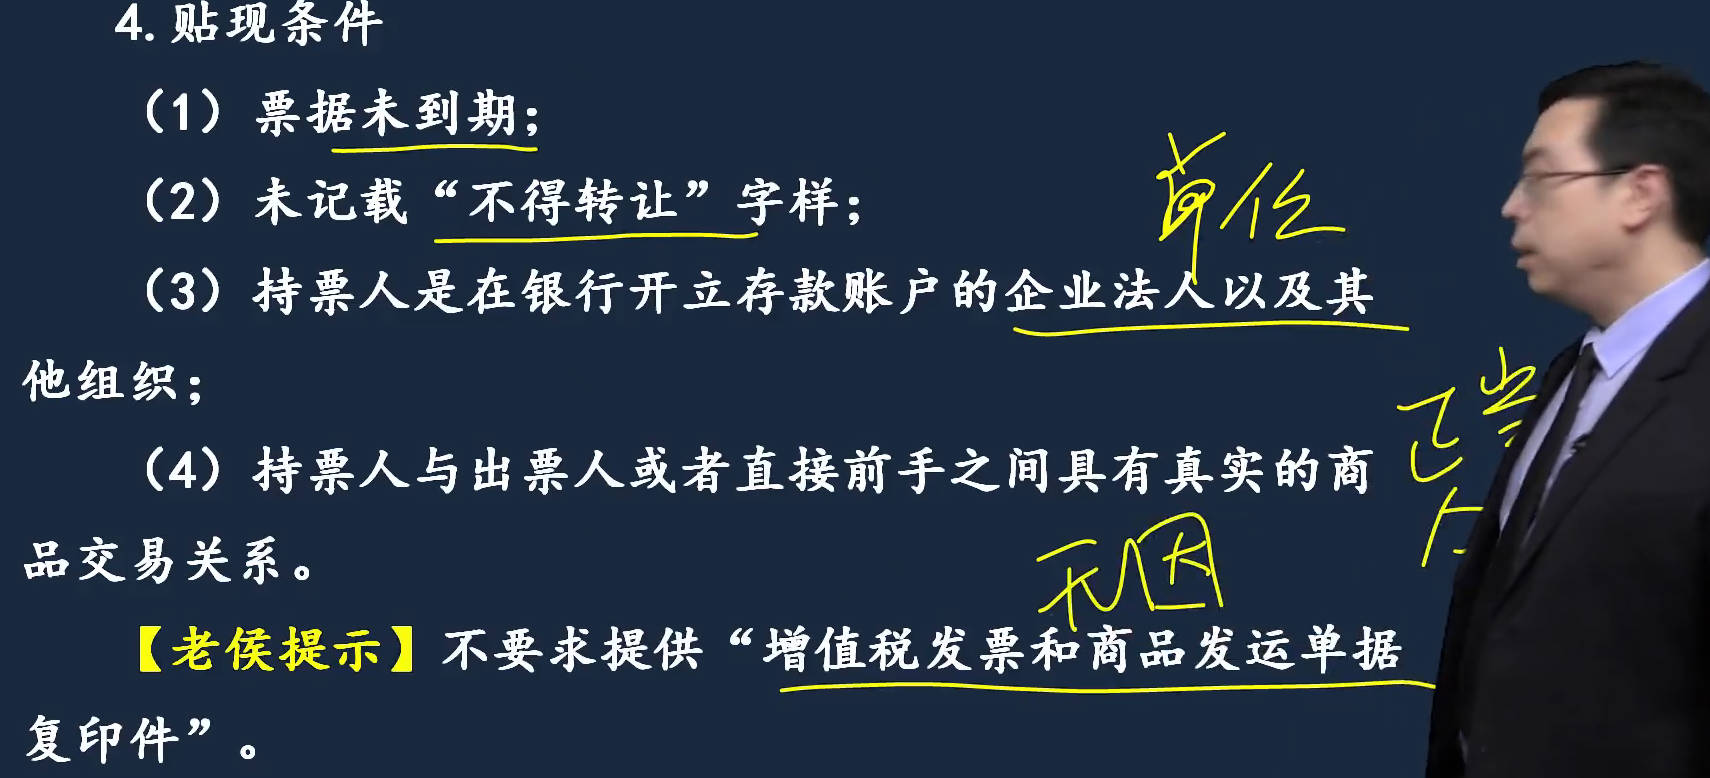 4.贴现条件
（1）票据未到期；
（2）未记载“不得转让”字样；
单位
（3）持票人是在银行开立存款账户的企业法人以及其
他组织；
（4）持票人与出票人或者直接前手之间具有真实的商
品交易关系。
无因
【老侯提示】不要求提供“增值税发票和商品发运单据
复印件”。